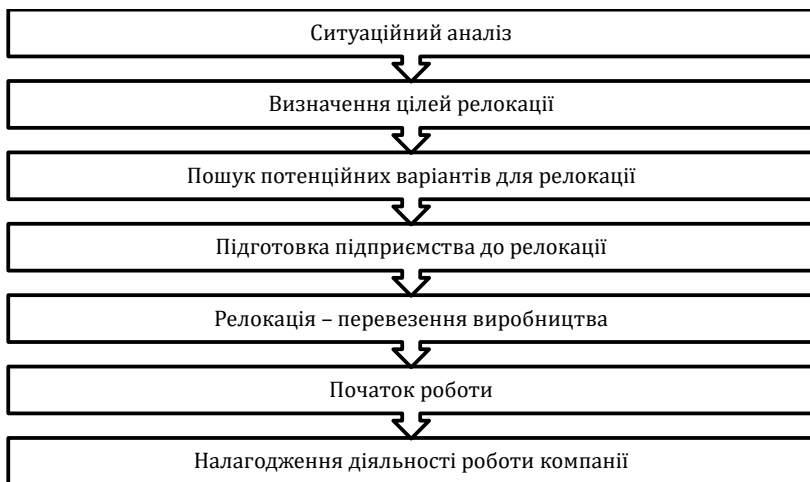 Ситуаційний аналіз
Визначення цілей релокації
Пошук потенційних варіантів для релокації
Підготовка підприємства до релокації
Релокація – перевезення виробництва
Початок роботи
Налагодження діяльності роботи компанії